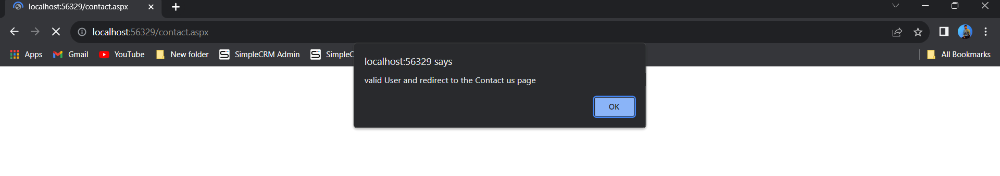 localhost:56329/contact.aspx
localhost:56329/contact.aspx
Apps Gmail YouTube New folder SimpleCRM Admin SimpleC All Bookmarks
localhost:56329 says
valid User and redirect to the Contact us page
OK